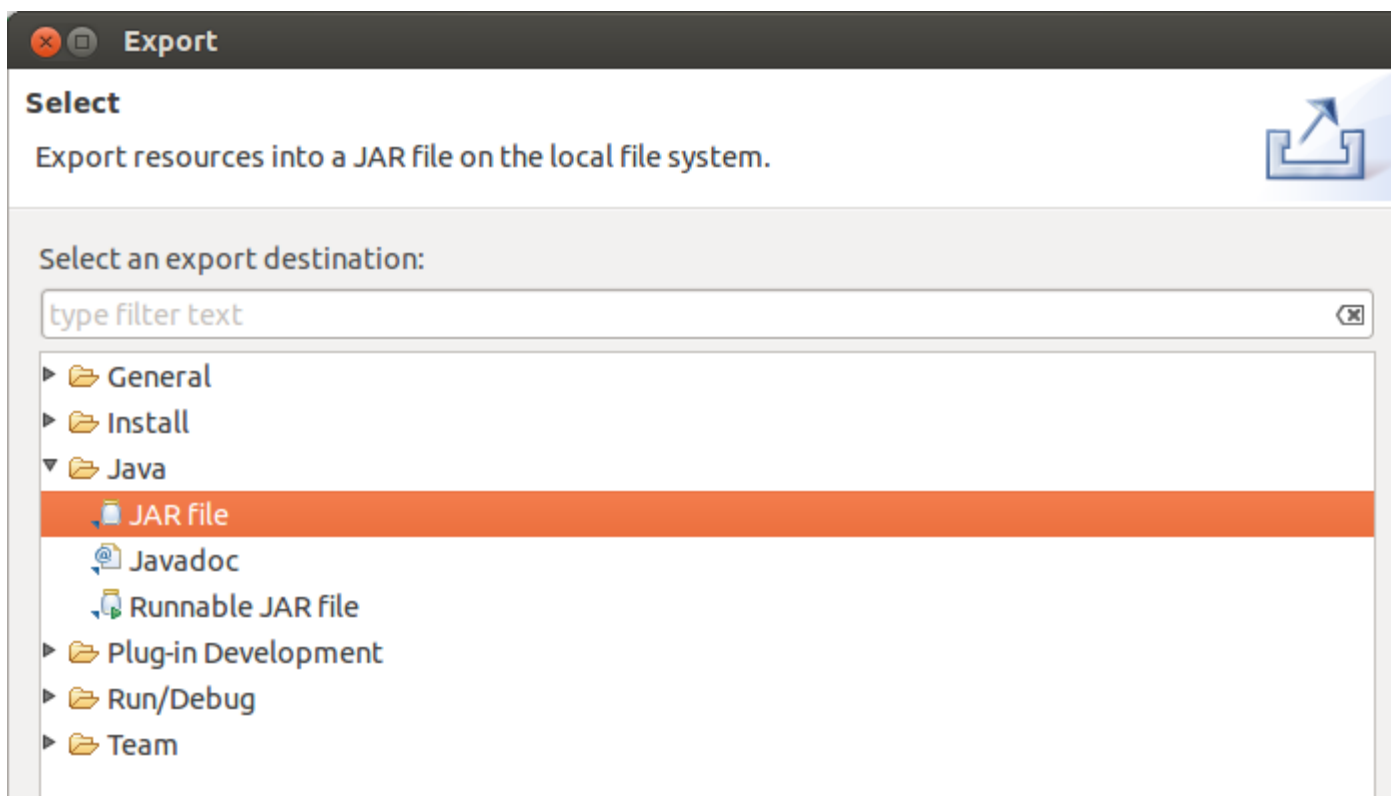 Export
Select
Export resources into a JAR file on the local file system.
Select an export destination:
type filter text
General
Install
Java
JAR file
Javadoc
Runnable JAR file
Plug-in Development
Run/Debug
Team